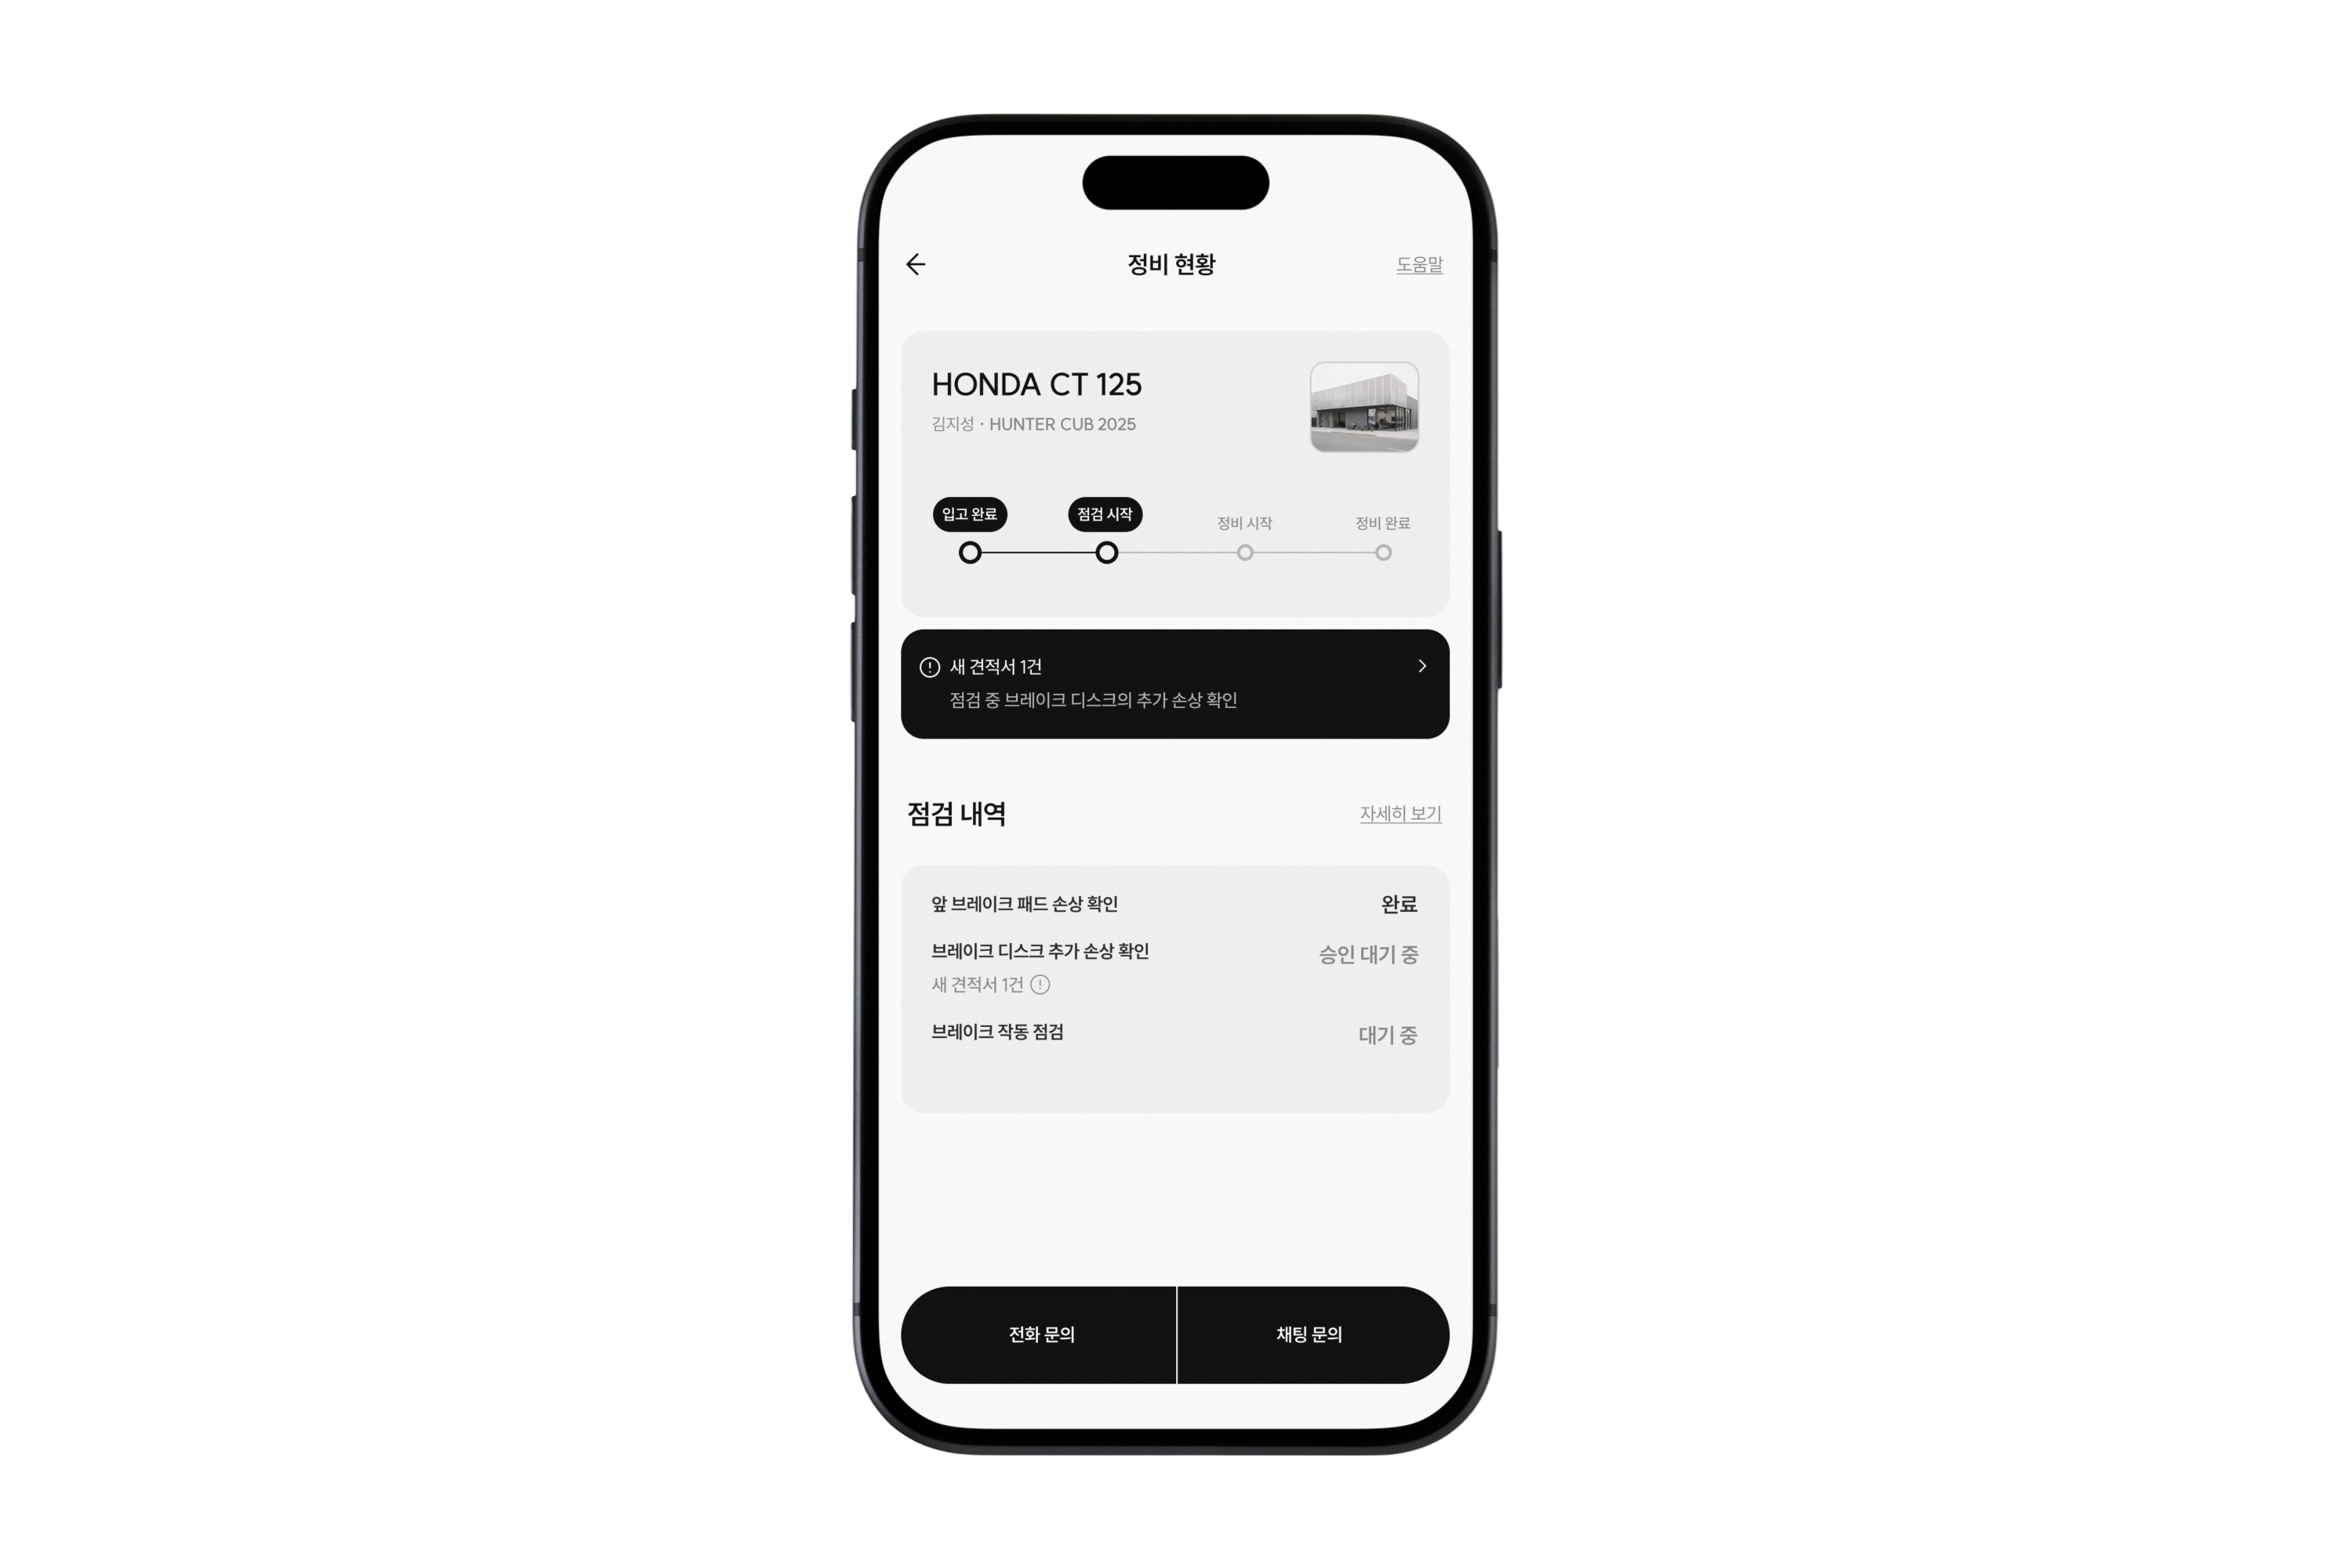 정비 현황
도움말
HONDA CT 125
김지성 · HUNTER CUB 2025
입고 완료
점검 시작
정비 시작
정비 완료
새 견적서 1건
점검 중 브레이크 디스크의 추가 손상 확인
점검 내역
자세히 보기
앞 브레이크 패드 손상 확인
완료
브레이크 디스크 추가 손상 확인
승인 대기 중
새 견적서 1건
브레이크 작동 점검
대기 중
전화 문의
채팅 문의